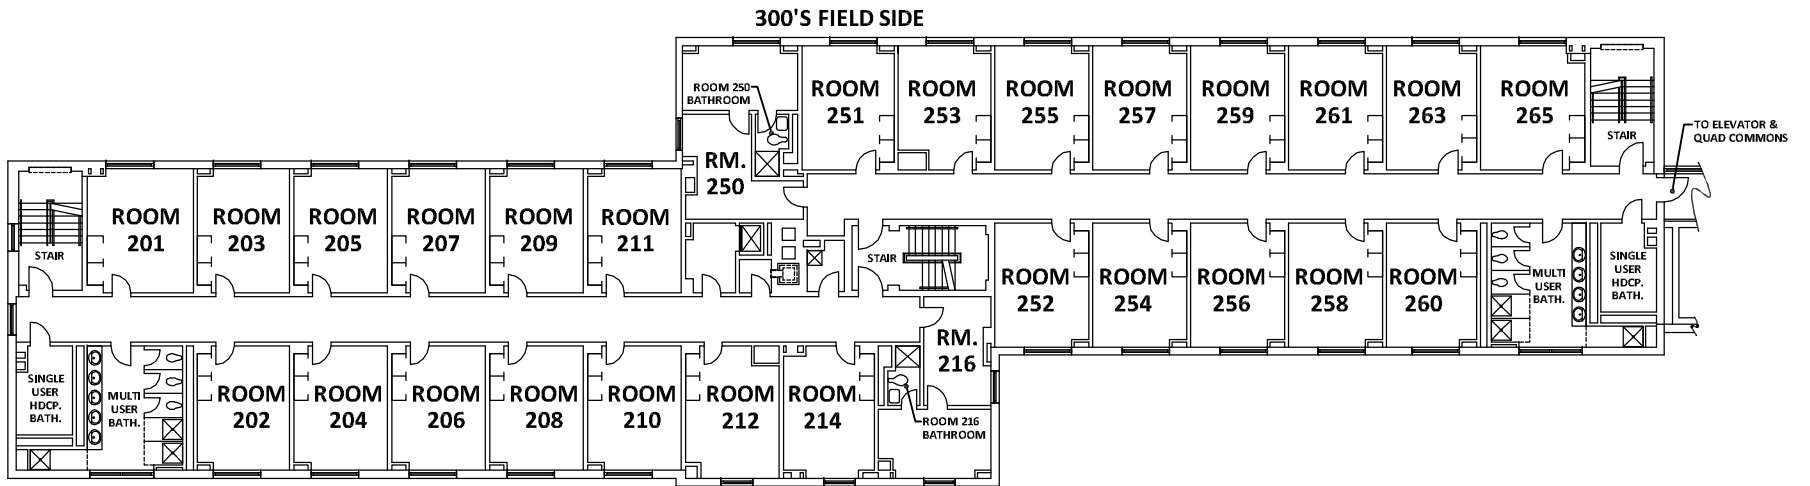 300'S FIELD SIDE
ROOM 250
BATHROOM
ROOM
251
ROOM
253
ROOM
255
ROOM
257
ROOM
259
ROOM
261
ROOM
263
ROOM
265
STAIR
TO ELEVATOR &
QUAD COMMONS
RM.
250
ROOM
201
ROOM
203
ROOM
205
ROOM
207
ROOM
209
ROOM
211
STAIR
STAIR
ROOM
252
ROOM
254
ROOM
256
ROOM
258
ROOM
260
MULTI
USER
BATH.
SINGLE
USER
HDCP.
BATH.
SINGLE
USER
HDCP.
BATH.
MULTI
USER
BATH.
ROOM
202
ROOM
204
ROOM
206
ROOM
208
ROOM
210
ROOM
212
ROOM
214
RM.
216
ROOM 216
BATHROOM